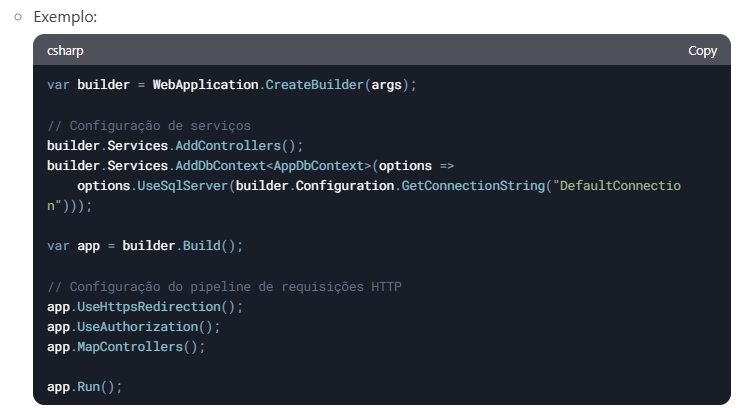 Exemplo:
csharp
Copy
var builder = WebApplication.CreateBuilder(args);
// Configuração de serviços
builder.Services.AddControllers();
builder.Services.AddDbContext<AppDbContext>(options =>
options.UseSqlServer(builder.Configuration.GetConnectionString("DefaultConnectio
n")));
var app = builder.Build();
// Configuração do pipeline de requisições HTTP
app.UseHttpsRedirection();
app.UseAuthorization();
app.MapControllers();
app.Run();